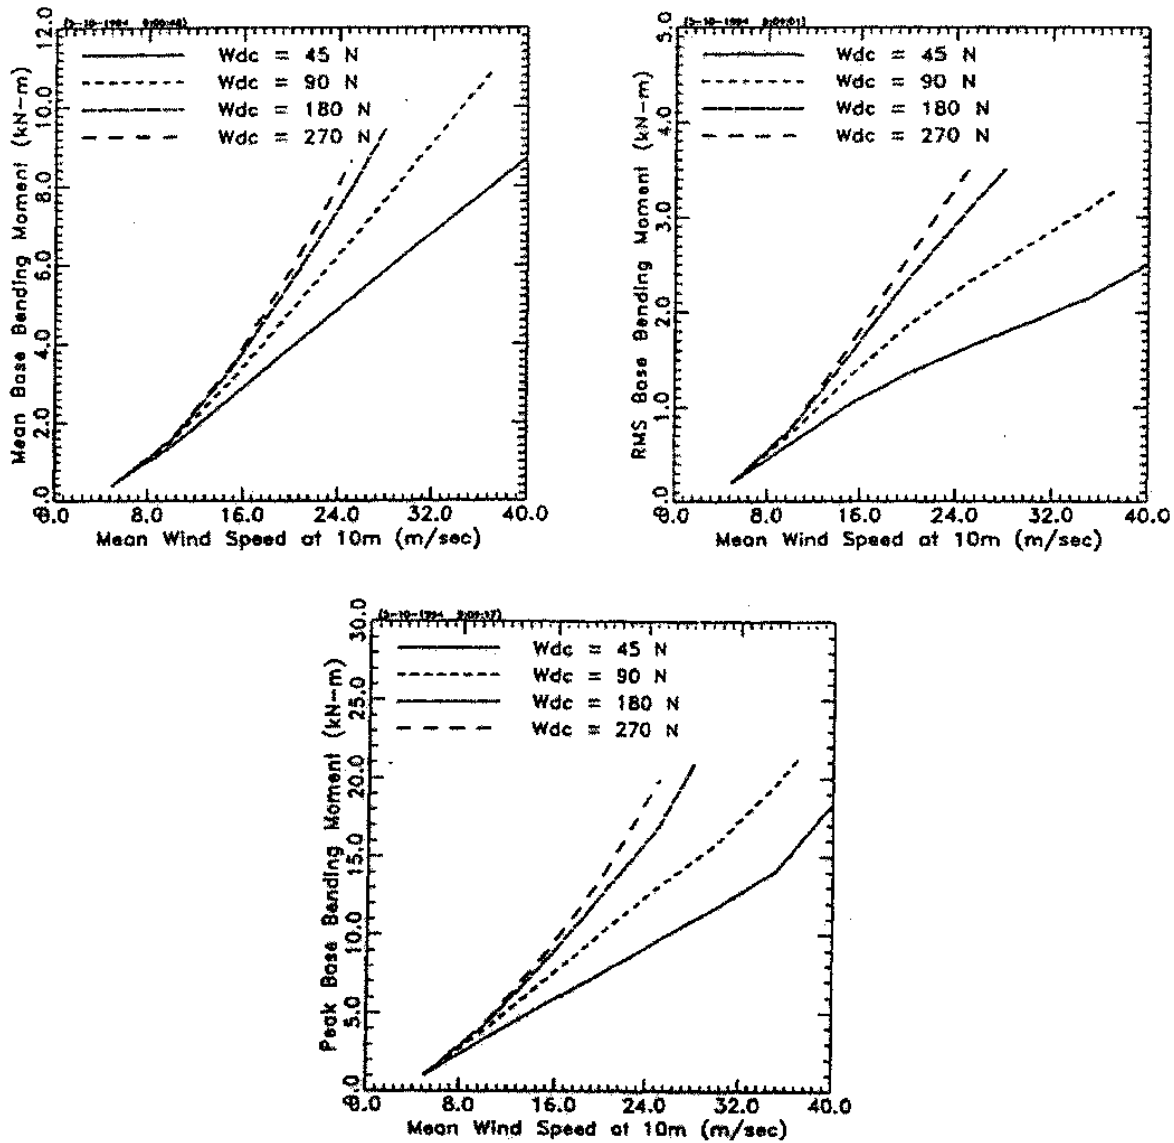 Wdc = 45 N
Wdc = 90 N
Wdc = 180 N
Wdc = 270 N
Mean Base Bending Moment (kN-m)
.0 2.0 4.0 6.0 8.0 10.0 12.0
0.0 8.0 16.0 24.0 32.0 40.0
Mean Wind Speed at 10m (m/sec)
Wdc = 45 N
Wdc = 90 N
Wdc = 180 N
Wdc = 270 N
RMS Base Bending Moment (kN-m)
.0 1.0 2.0 3.0 4.0 5.0
0.0 8.0 16.0 24.0 32.0 40.0
Mean Wind Speed at 10m (m/sec)
Wdc = 45 N
Wdc = 90 N
Wdc = 180 N
Wdc = 270 N
Peak Base Bending Moment (kN-m)
.0 5.0 10.0 15.0 20.0 25.0 30.0
0.0 8.0 16.0 24.0 32.0 40.0
Mean Wind Speed at 10m (m/sec)